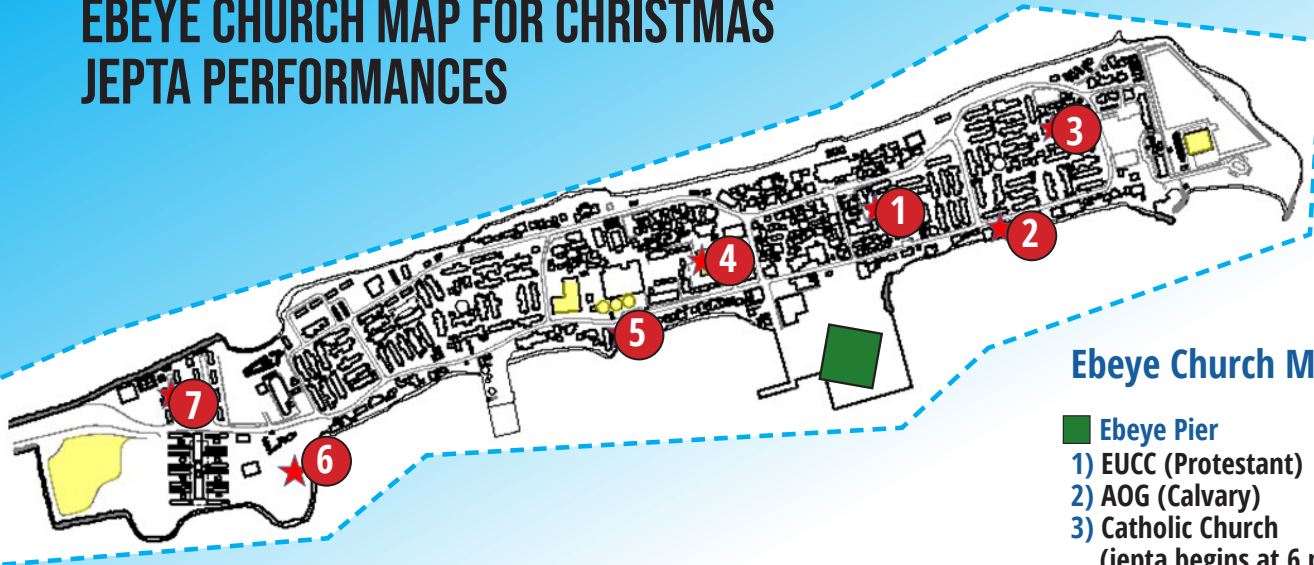 EBEYE CHURCH MAP FOR CHRISTMAS
JEPTA PERFORMANCES
3
1
2
4
5
7
6
Ebeye Church M
Ebeye Pier
1) EUCC (Protestant)
2) AOG (Calvary)
3) Catholic Church
(jepta begins at 6